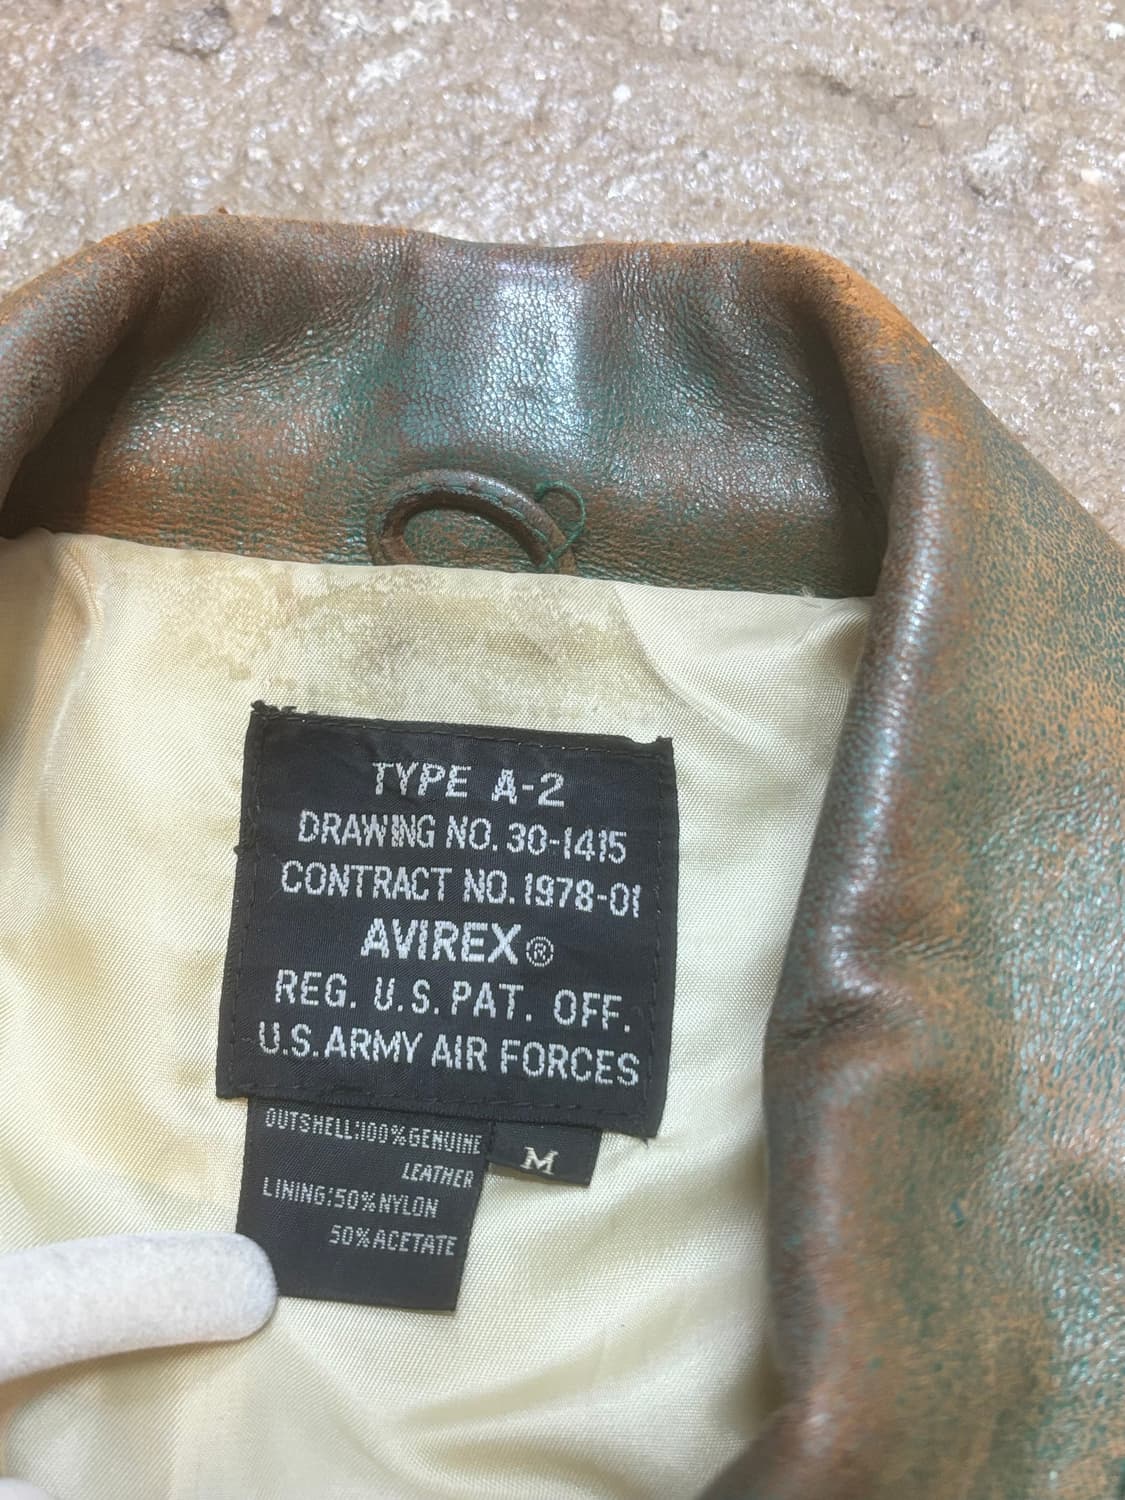 TYPE A-2
DRAWING NO. 30-1415
CONTRACT NO. 1978-01
AVIREX®
REG. U.S. PAT. OFF.
U.S. ARMY AIR FORCES
OUTSHELL:100% GENUINE
LEATHER
LINING:50% NYLON
50% ACETATE
M